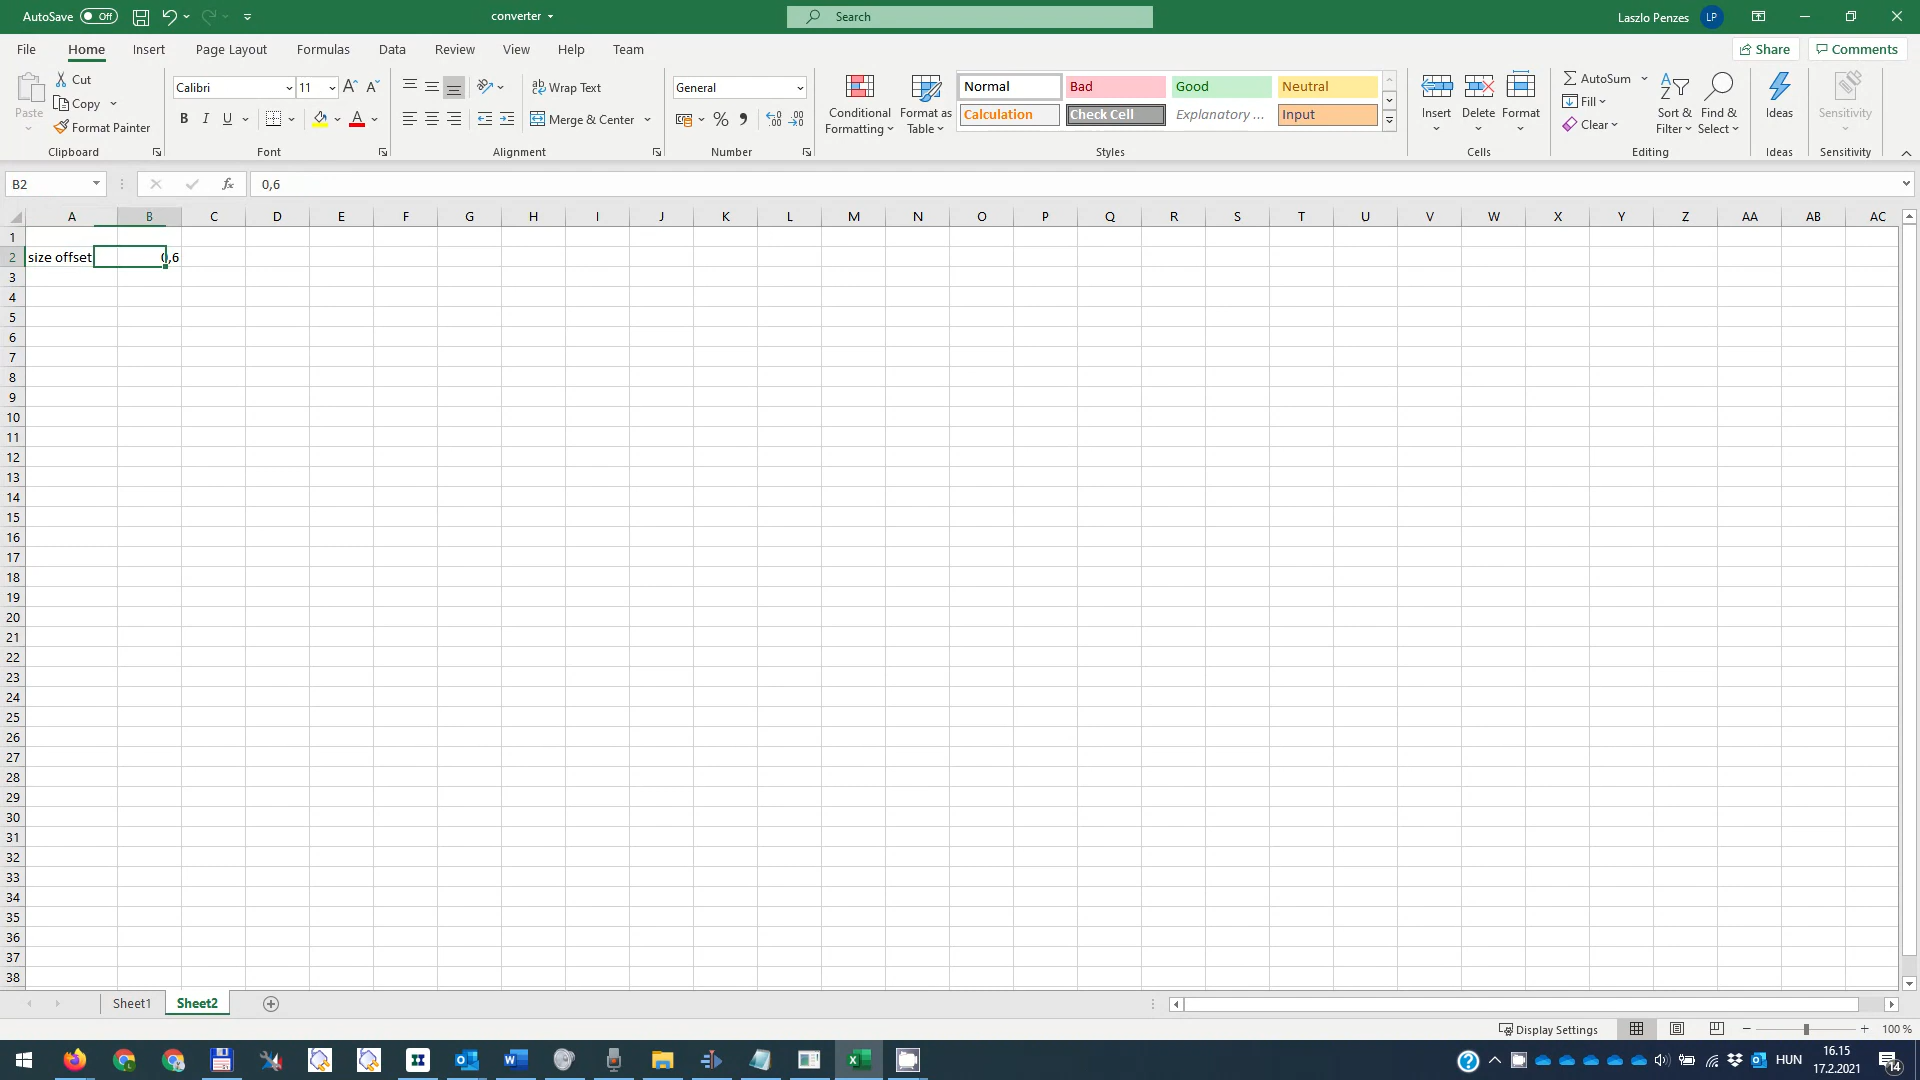 AutoSave Off converter Search Laszlo Penzes LP
File Home Insert Page Layout Formulas Data Review View Help Team Share Comments
Paste Cut Copy Format Painter
Calibri 11
B I U A
Wrap Text
Merge & Center
General
%
Conditional Formatting Format as Table
Normal Bad Good Neutral
Calculation Check Cell Explanatory ... Input
Insert Delete Format
AutoSum Fill Clear
Sort & Filter Find & Select
Ideas Sensitivity
Clipboard Font Alignment Number Styles Cells Editing Ideas Sensitivity
B2 fx 0,6
A B C D E F G H I J K L M N O P Q R S T U V W X Y Z AA AB AC
1
2 size offset 0,6
3
4
5
6
7
8
9
10
11
12
13
14
15
16
17
18
19
20
21
22
23
24
25
26
27
28
29
30
31
32
33
34
35
36
37
38
Sheet1 Sheet2
Display Settings 100 %
HUN 16.15
17.2.2021 14